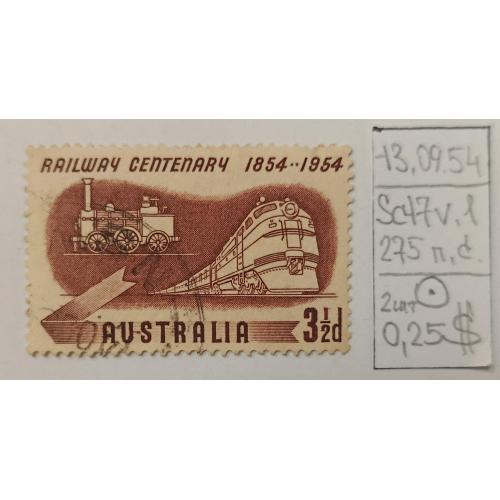 RAILWAY CENTENARY 1854··1954
AUSTRALIA 3½d
13.09.54
Sc47v.1
275 п.с.
2шт
0,25$